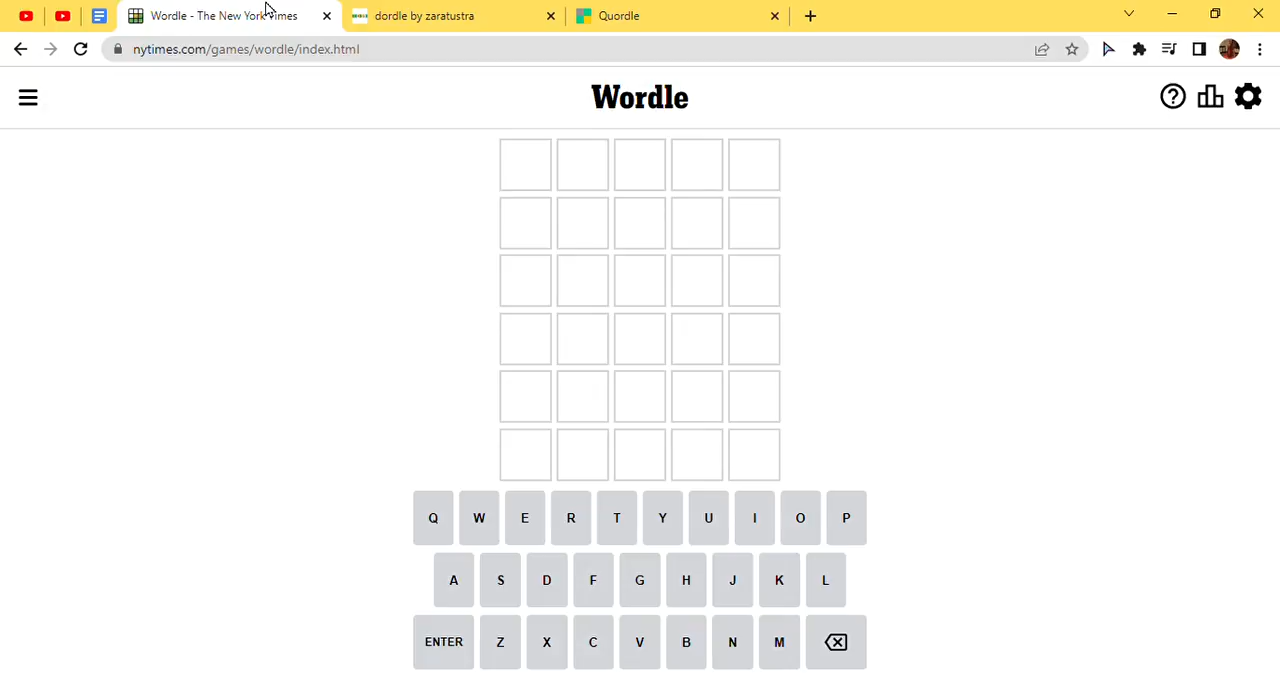 Wordle - The New York Times
dordle by zaratustra
Quordle
nytimes.com/games/wordle/index.html
Wordle
Q W E R T Y U I O P
A S D F G H J K L
ENTER Z X C V B N M